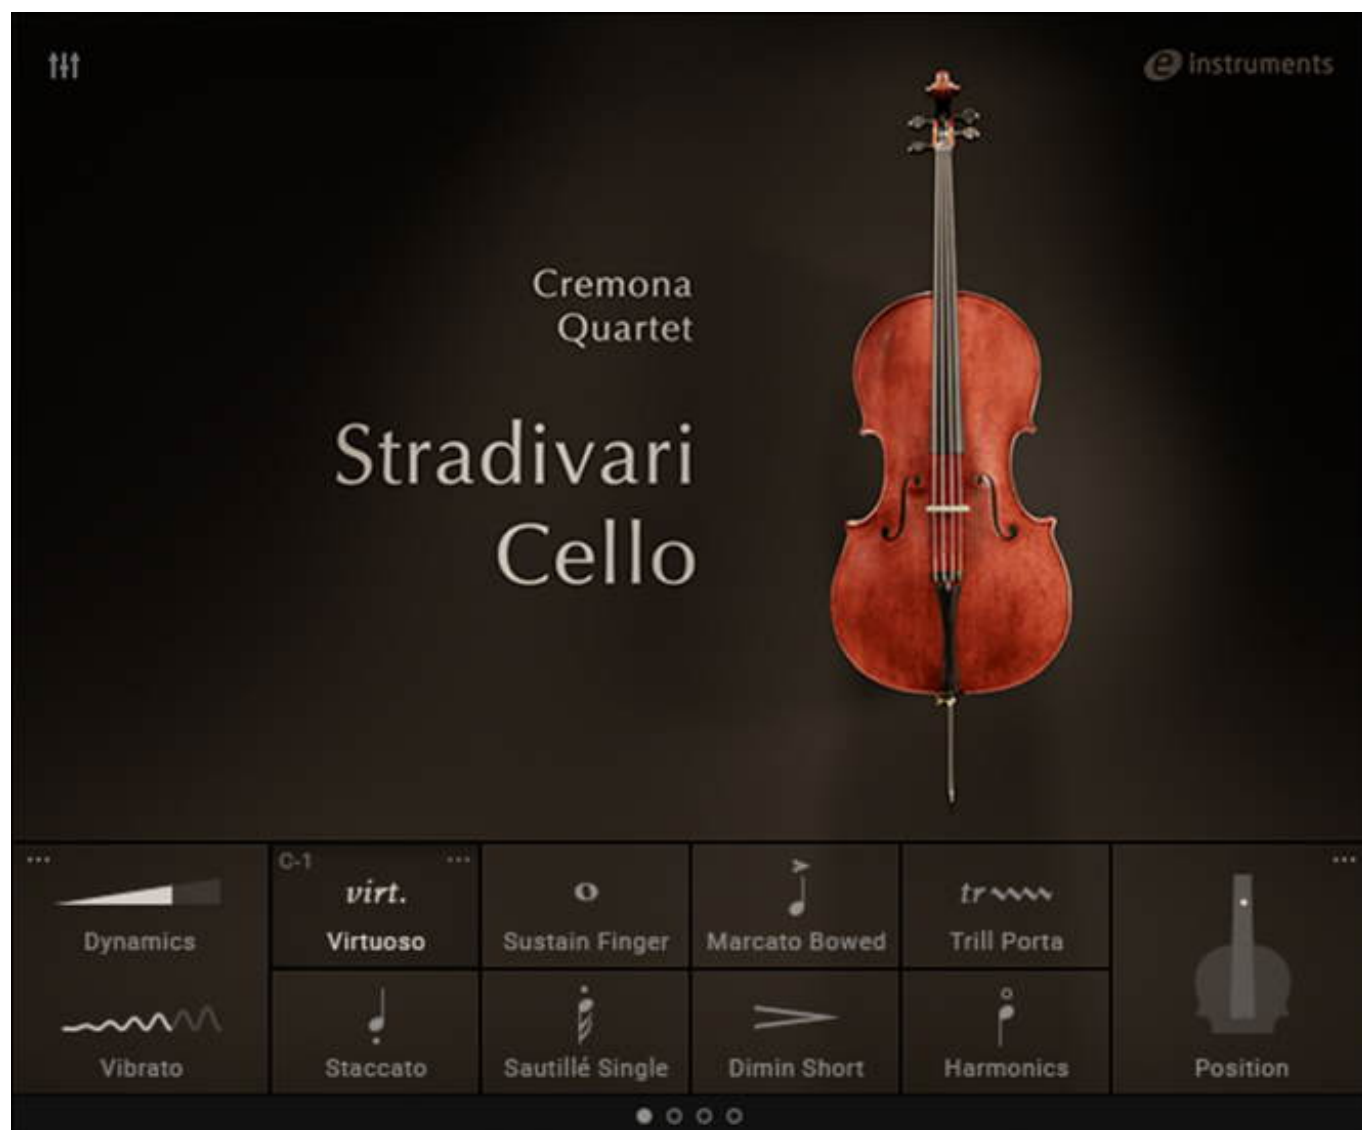 e instruments
Cremona
Quartet
Stradivari
Cello
Dynamics
Vibrato
C-1
virt.
Virtuoso
Sustain Finger
Marcato Bowed
tr
Trill Porta
Staccato
Sautillé Single
Dimin Short
Harmonics
Position